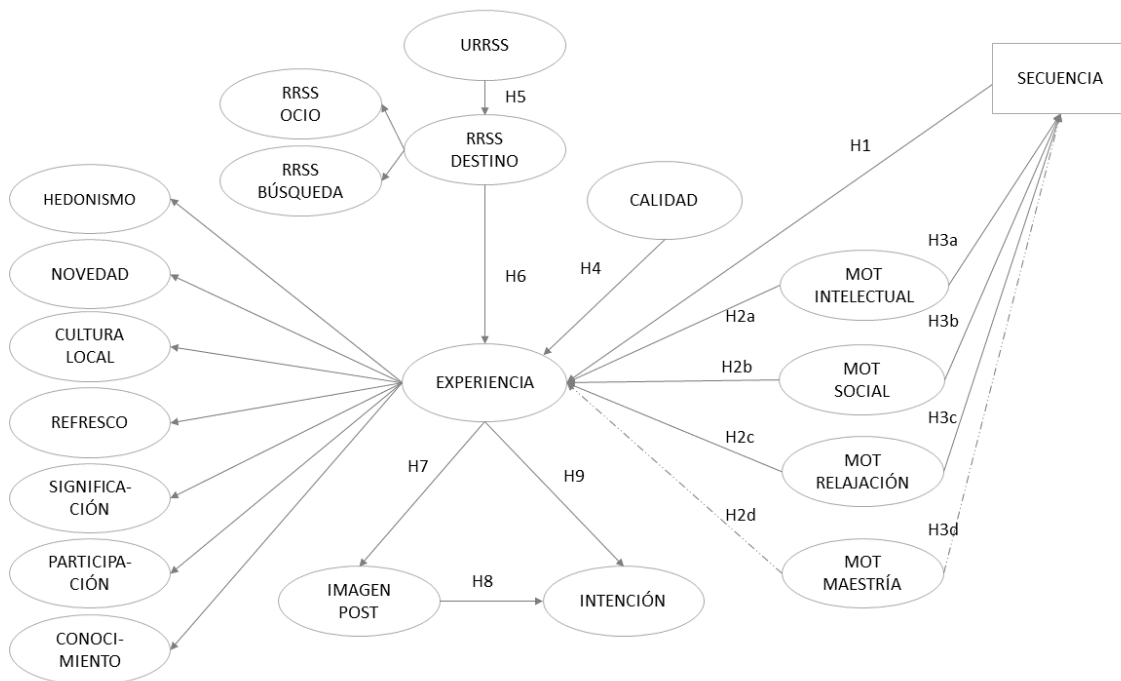 URRSS
SECUENCIA
H5
RRSS
OCIO
RRSS
DESTINO
H1
RRSS
BÚSQUEDA
HEDONISMO
CALIDAD
H3a
NOVEDAD
H6
H4
MOT
INTELECTUAL
H2a
H3b
CULTURA
LOCAL
EXPERIENCIA
H2b
MOT
SOCIAL
REFRESCO
H3c
H2c
H7
H9
MOT
RELAJACIÓN
SIGNIFICA-
CIÓN
H2d
H3d
PARTICIPA-
CIÓN
MOT
MAESTRÍA
H8
IMAGEN
POST
INTENCIÓN
CONOCI-
MIENTO